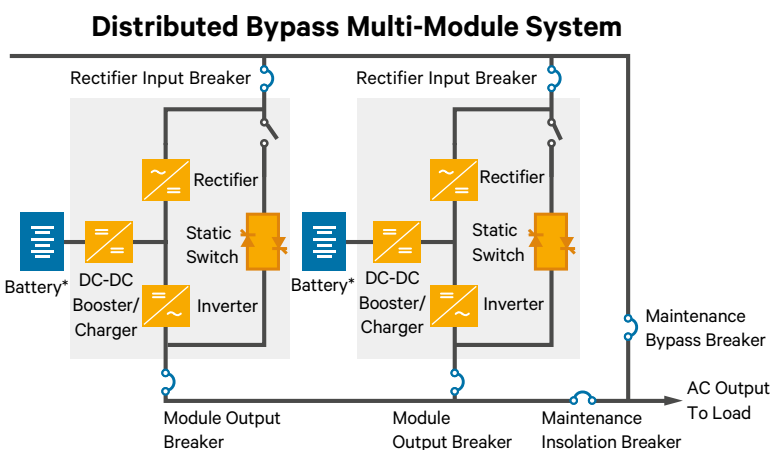 Distributed Bypass Multi-Module System
Rectifier Input Breaker
Rectifier Input Breaker
Rectifier
Static
Switch
Battery*
DC-DC
Booster/
Charger
Inverter
Rectifier
Static
Switch
Battery*
DC-DC
Booster/
Charger
Inverter
Maintenance
Bypass Breaker
AC Output
To Load
Module Output
Breaker
Module
Output Breaker
Maintenance
Insolation Breaker